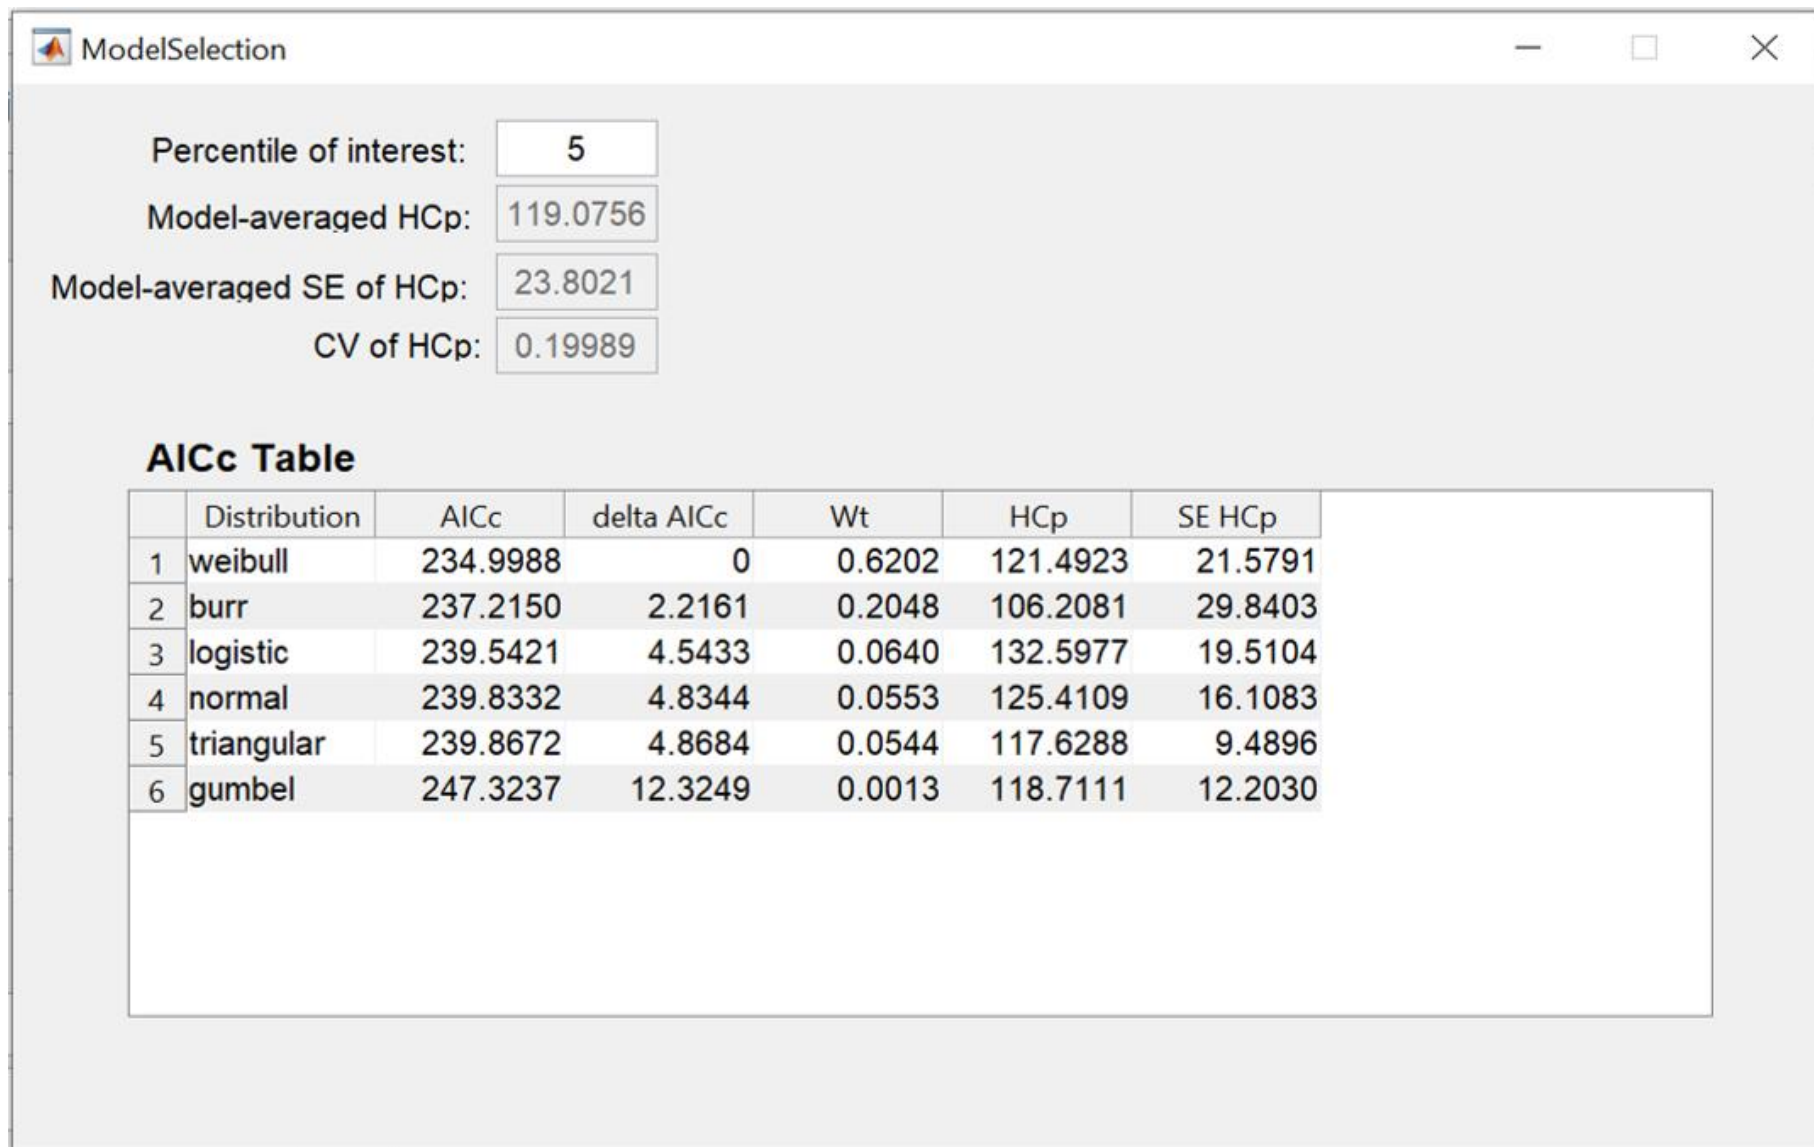 ModelSelection
Percentile of interest: 5
Model-averaged HCp: 119.0756
Model-averaged SE of HCp: 23.8021
CV of HCp: 0.19989
AICc Table
Distribution AICc delta AICc Wt HCp SE HCp
1 weibull 234.9988 0 0.6202 121.4923 21.5791
2 burr 237.2150 2.2161 0.2048 106.2081 29.8403
3 logistic 239.5421 4.5433 0.0640 132.5977 19.5104
4 normal 239.8332 4.8344 0.0553 125.4109 16.1083
5 triangular 239.8672 4.8684 0.0544 117.6288 9.4896
6 gumbel 247.3237 12.3249 0.0013 118.7111 12.2030